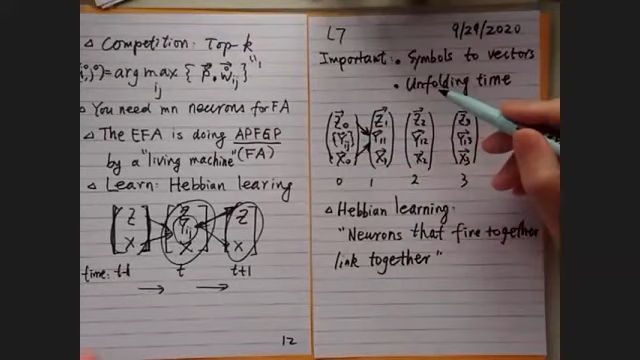 △ Competition: Top-k
(i,j) = arg max { p⃗ · w⃗ij }
ij
△ You need mn neurons for FA
△ The EFA is doing APFGP
by a "living machine" (FA)
△ Learn: Hebbian learing
Z Z Z
Yij
X X X
time: t-1 t t+1
12
L7 9/29/2020
Important: • Symbols to vectors
• Unfolding time
Z⃗0 Z⃗1 Z⃗2 Z⃗3
{Y⃗ij} Y⃗11 Y⃗12 Y⃗13
X⃗0 X⃗1 X⃗2 X⃗3
0 1 2 3
△ Hebbian learning:
"Neurons that fire together
link together"